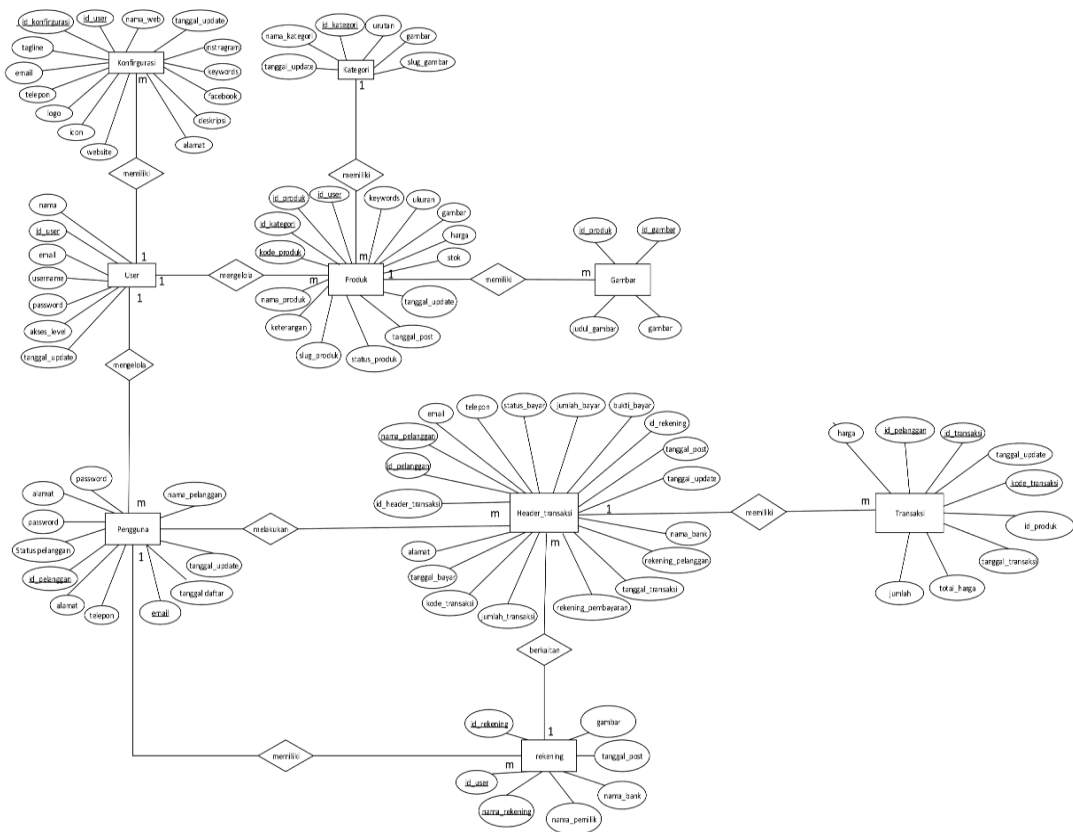 id_konfirgurasi
id_user
nama_web
tanggal_update
tagline
instragram
email
Konfirgurasi
keywords
telepon
m
facebook
logo
deskripsi
icon
website
alamat
id_kategori
urutan
nama_kategori
gambar
tanggal_update
Kategori
slug_gambar
1
memiliki
memiliki
nama
id_user
email
username
password
akses_level
tanggal_update
1
User
1
1
mengelola
id_produk
id_user
keywords
ukuran
id_kategori
gambar
kode_produk
harga
stok
m
Produk
1
m
nama_produk
tanggal_update
keterangan
tanggal_post
slug_produk
status_produk
memiliki
id_produk
id_gambar
m
Gambar
judul_gambar
gambar
mengelola
m
password
alamat
nama_pelanggan
password
Pengguna
Status pelanggan
1
id_pelanggan
tanggal_update
alamat
tanggal daftar
telepon
email
melakukan
email
telepon
status_bayar
jumlah_bayar
bukti_bayar
nama_pelanggan
id_rekening
id_pelanggan
tanggal_post
id_header_transaksi
tanggal_update
m
Header_transaksi
1
m
alamat
nama_bank
tanggal_bayar
rekening_pelanggan
kode_transaksi
tanggal_transaksi
jumlah_transaksi
rekening_pembayaran
memiliki
harga
id_pelanggan
id_transaksi
tanggal_update
kode_transaksi
m
Transaksi
id_produk
tanggal_transaksi
jumlah
total_harga
berkaitan
1
id_rekening
gambar
memiliki
m
rekening
tanggal_post
id_user
nama_bank
nama_rekening
nama_pemilik